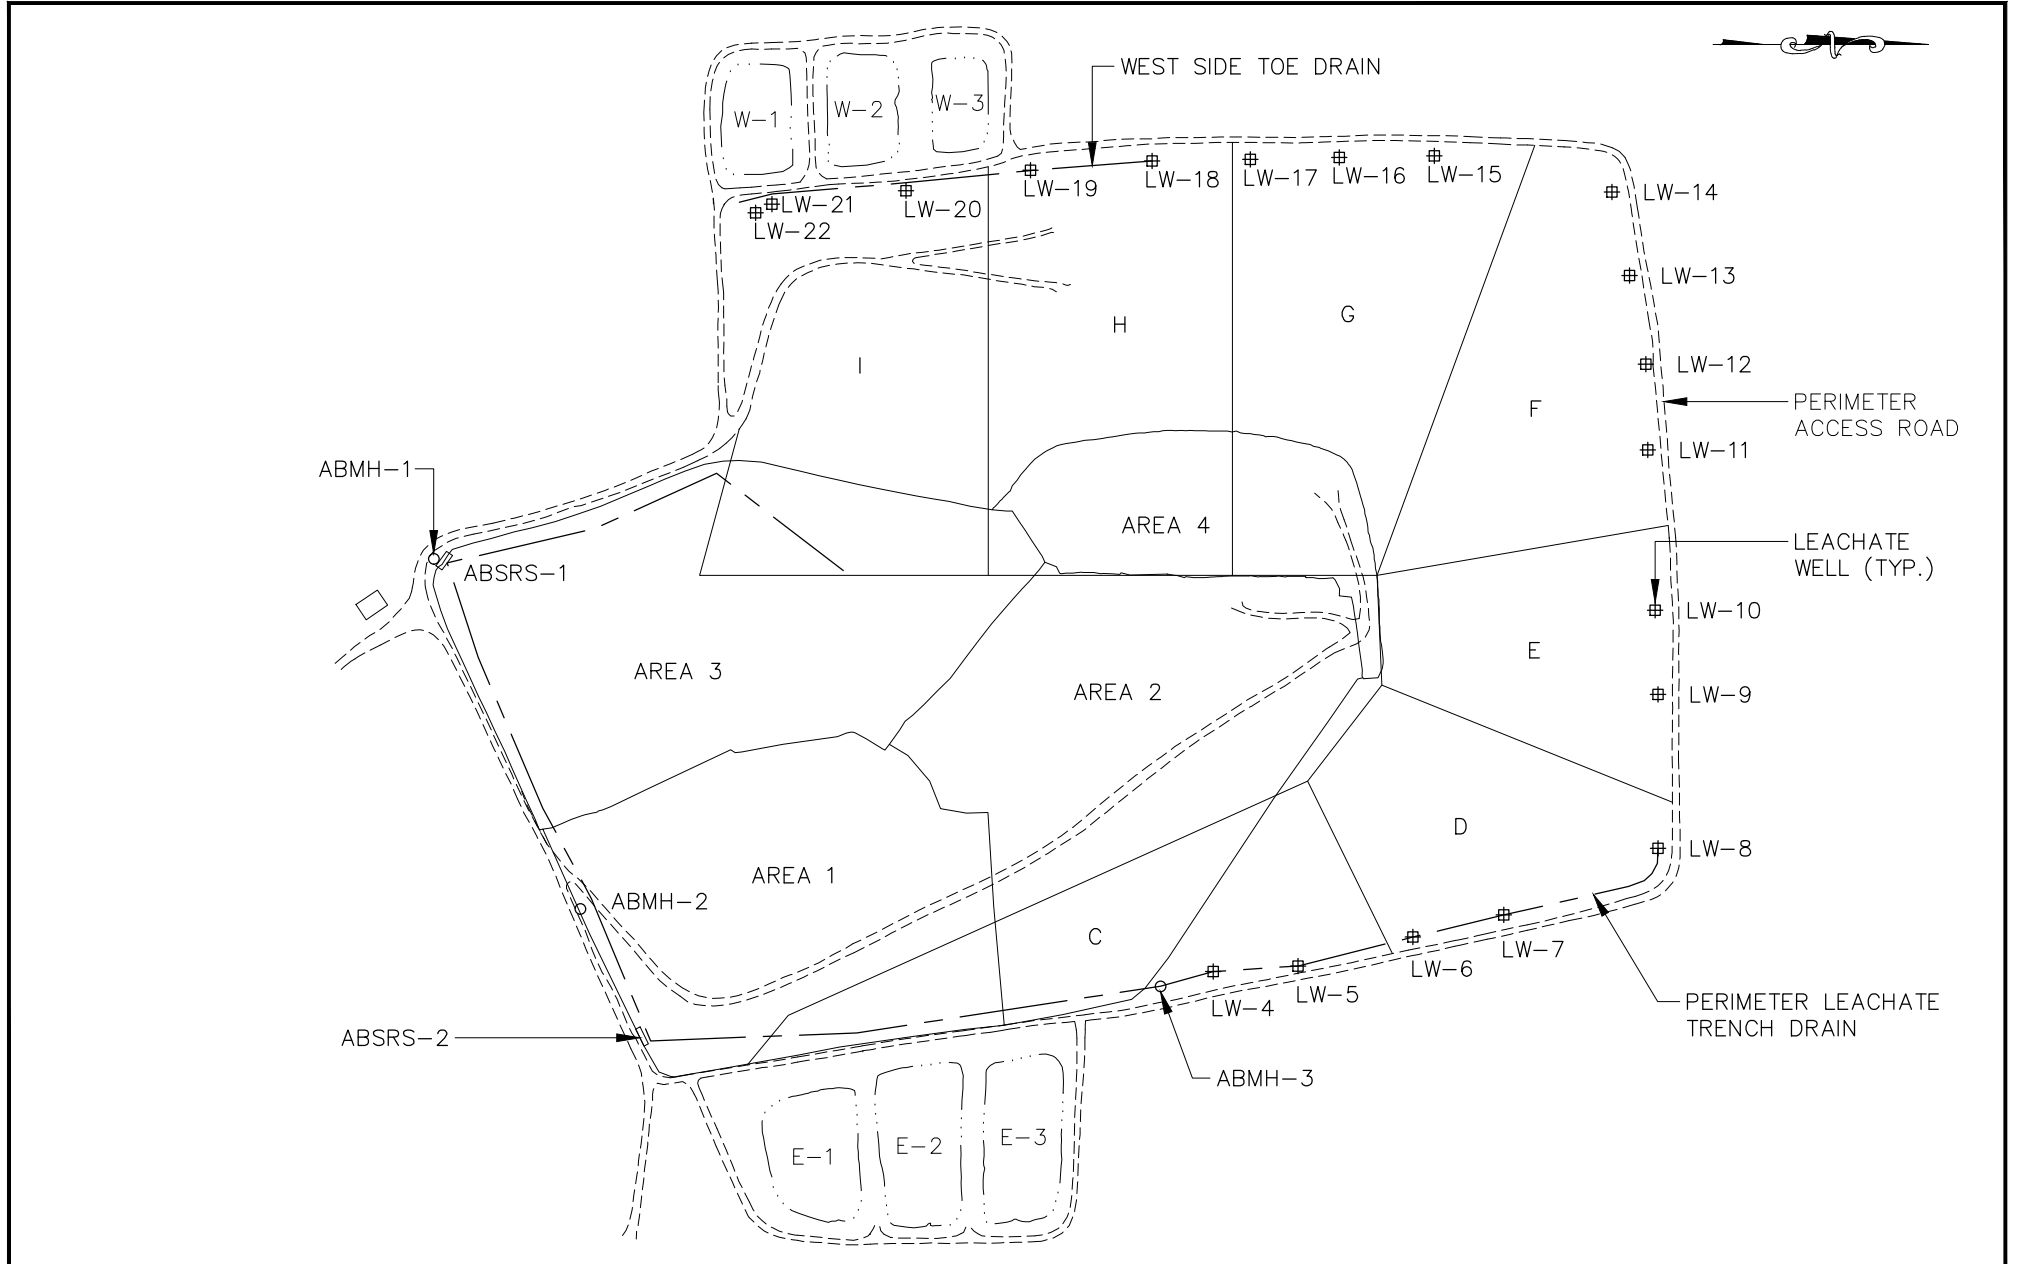 WEST SIDE TOE DRAIN
W-1
W-2
W-3
LW-22
LW-21
LW-20
LW-19
LW-18
LW-17
LW-16
LW-15
LW-14
LW-13
LW-12
LW-11
PERIMETER
ACCESS ROAD
I
H
G
F
ABMH-1
ABSRS-1
AREA 4
LEACHATE
WELL (TYP.)
LW-10
LW-9
LW-8
E
AREA 3
AREA 2
D
AREA 1
ABMH-2
C
LW-7
LW-6
LW-5
LW-4
PERIMETER LEACHATE
TRENCH DRAIN
ABSRS-2
ABMH-3
E-1
E-2
E-3